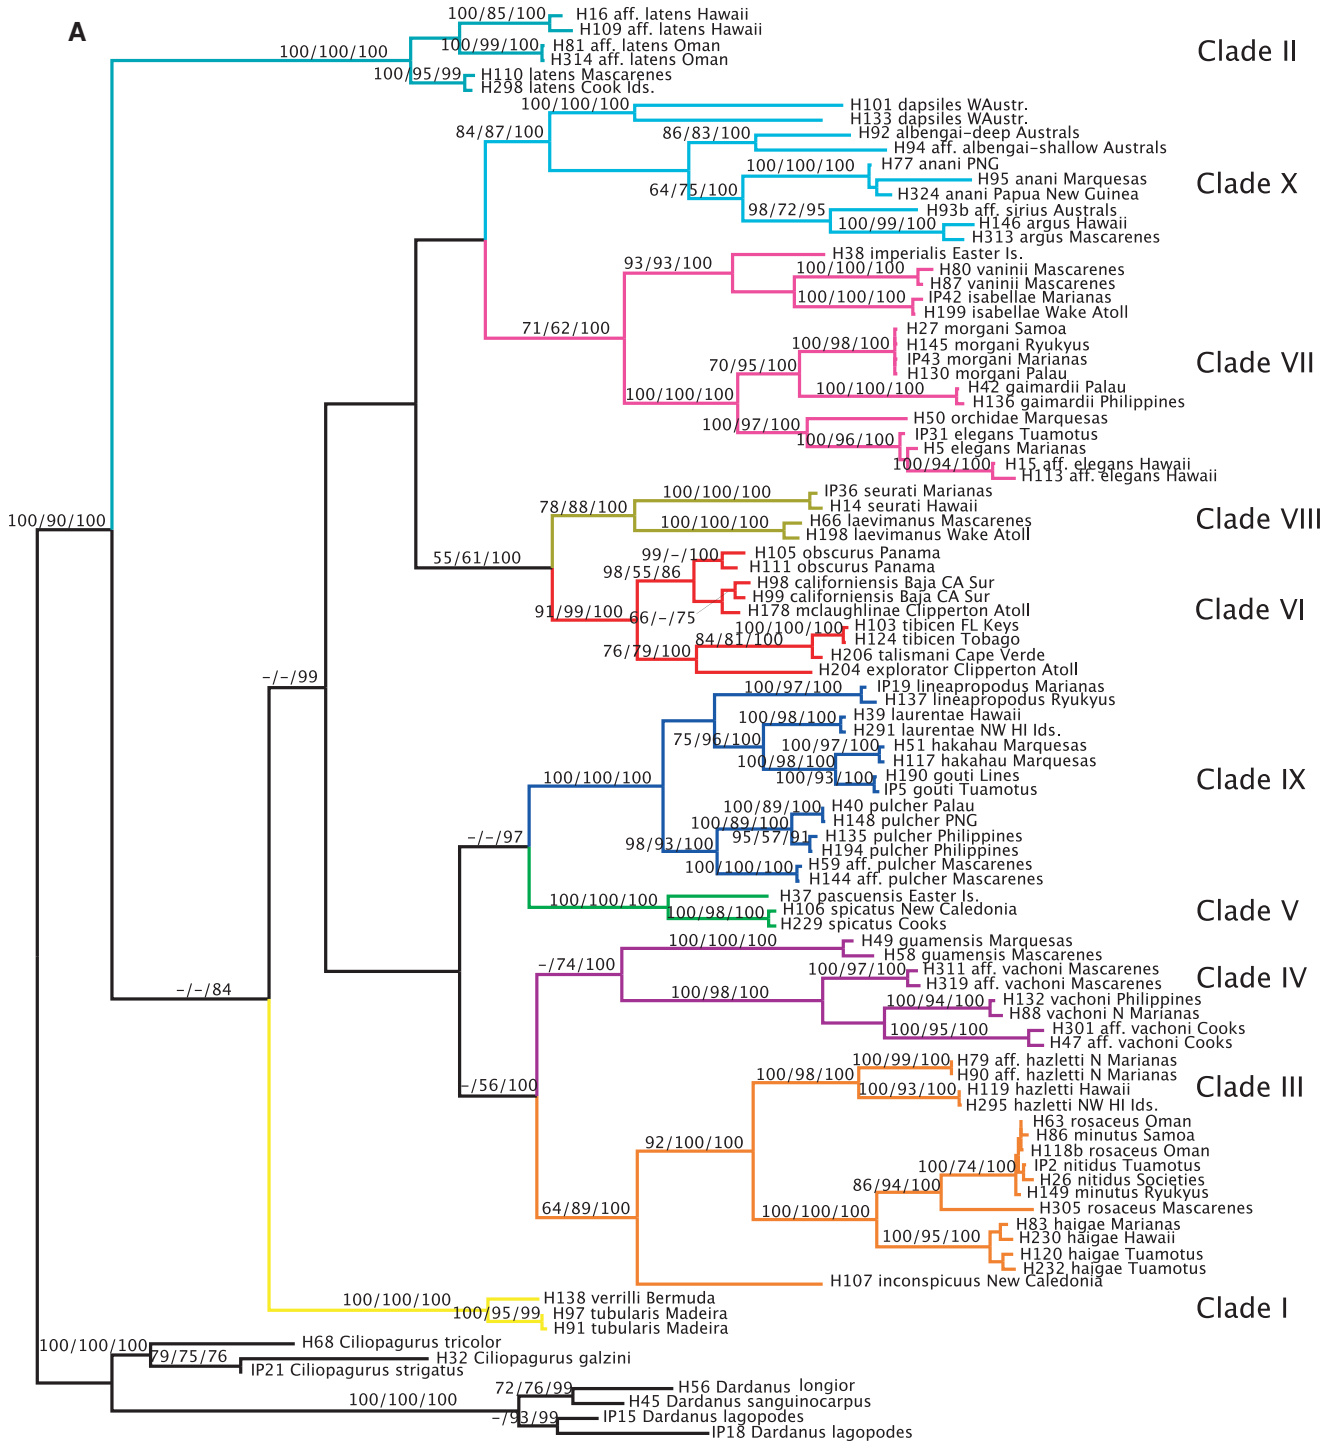 A
100/85/100
H16 aff. latens Hawaii
H109 aff. latens Hawaii
100/100/100
100/99/100
H81 aff. latens Oman
H314 aff. latens Oman
Clade II
100/95/99
H110 latens Mascarenes
H298 latens Cook Ids.
100/100/100
H101 dapsiles WAustr.
H133 dapsiles WAustr.
84/87/100
86/83/100
H92 albengai-deep Australs
H94 aff. albengai-shallow Australs
100/100/100
H77 anani PNG
H95 anani Marquesas
H324 anani Papua New Guinea
Clade X
64/75/100
98/72/95
H93b aff. sirius Australs
100/99/100
H146 argus Hawaii
H313 argus Mascarenes
93/93/100
H38 imperialis Easter Is.
100/100/100
H80 vaninii Mascarenes
H87 vaninii Mascarenes
100/100/100
IP42 isabellae Marianas
H199 isabellae Wake Atoll
71/62/100
H27 morgani Samoa
100/98/100
H145 morgani Ryukyus
IP43 morgani Marianas
H130 morgani Palau
Clade VII
70/95/100
100/100/100
100/100/100
H42 gaimardii Palau
H136 gaimardii Philippines
100/97/100
H50 orchidae Marquesas
100/96/100
IP31 elegans Tuamotus
H5 elegans Marianas
100/94/100
H15 aff. elegans Hawaii
H113 aff. elegans Hawaii
100/90/100
78/88/100
100/100/100
IP36 seurati Marianas
H14 seurati Hawaii
100/100/100
H66 laevimanus Mascarenes
H198 laevimanus Wake Atoll
Clade VIII
55/61/100
99/-/100
H105 obscurus Panama
H111 obscurus Panama
98/55/86
H98 californiensis Baja CA Sur
H99 californiensis Baja CA Sur
91/99/100
66/-/75
H178 mclaughlinae Clipperton Atoll
Clade VI
100/100/100
H103 tibicen FL Keys
84/81/100
H124 tibicen Tobago
76/79/100
H206 talismani Cape Verde
H204 explorator Clipperton Atoll
-/-/99
100/97/100
IP19 lineapropodus Marianas
H137 lineapropodus Ryukyus
100/98/100
H39 laurentae Hawaii
H291 laurentae NW HI Ids.
75/96/100
100/97/100
H51 hakahau Marquesas
100/98/100
H117 hakahau Marquesas
100/93/100
H190 gouti Lines
IP5 gouti Tuamotus
100/100/100
Clade IX
100/89/100
H40 pulcher Palau
H148 pulcher PNG
100/89/100
95/57/91
H135 pulcher Philippines
H194 pulcher Philippines
-/-/97
98/93/100
100/100/100
H59 aff. pulcher Mascarenes
H144 aff. pulcher Mascarenes
100/100/100
H37 pascuensis Easter Is.
100/98/100
H106 spicatus New Caledonia
H229 spicatus Cooks
Clade V
100/100/100
H49 guamensis Marquesas
H58 guamensis Mascarenes
-/74/100
100/97/100
H311 aff. vachoni Mascarenes
H319 aff. vachoni Mascarenes
Clade IV
-/-/84
100/98/100
100/94/100
H132 vachoni Philippines
H88 vachoni N Marianas
100/95/100
H301 aff. vachoni Cooks
H47 aff. vachoni Cooks
-/56/100
100/98/100
100/99/100
H79 aff. hazletti N Marianas
H90 aff. hazletti N Marianas
100/93/100
H119 hazletti Hawaii
H295 hazletti NW HI Ids.
Clade III
92/100/100
H63 rosaceus Oman
H86 minutus Samoa
H118b rosaceus Oman
100/74/100
IP2 nitidus Tuamotus
H26 nitidus Societies
86/94/100
H149 minutus Ryukyus
H305 rosaceus Mascarenes
64/89/100
100/100/100
100/95/100
H83 haigae Marianas
H230 haigae Hawaii
H120 haigae Tuamotus
H232 haigae Tuamotus
H107 inconspicuus New Caledonia
100/100/100
H138 verrilli Bermuda
100/95/99
H97 tubularis Madeira
H91 tubularis Madeira
Clade I
100/100/100
H68 Ciliopagurus tricolor
79/75/76
H32 Ciliopagurus galzini
IP21 Ciliopagurus strigatus
100/100/100
72/76/99
H56 Dardanus longior
H45 Dardanus sanguinocarpus
-/93/99
IP15 Dardanus lagopodes
IP18 Dardanus lagopodes